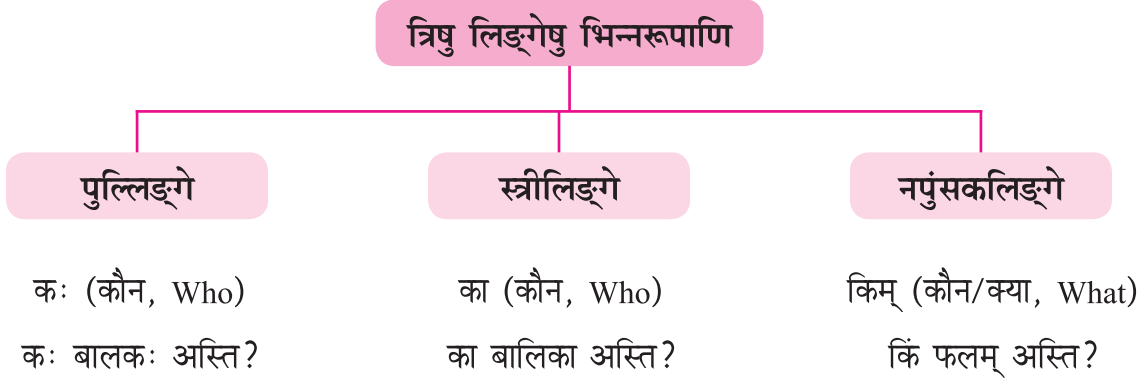 त्रिषु लिङ्गेषु भिन्नरूपाणि
पुल्लिङ्गे
स्त्रीलिङ्गे
नपुंसकलिङ्गे
कः (कौन, Who)
का (कौन, Who)
किम् (कौन/क्या, What)
कः बालकः अस्ति?
का बालिका अस्ति?
किं फलम् अस्ति?